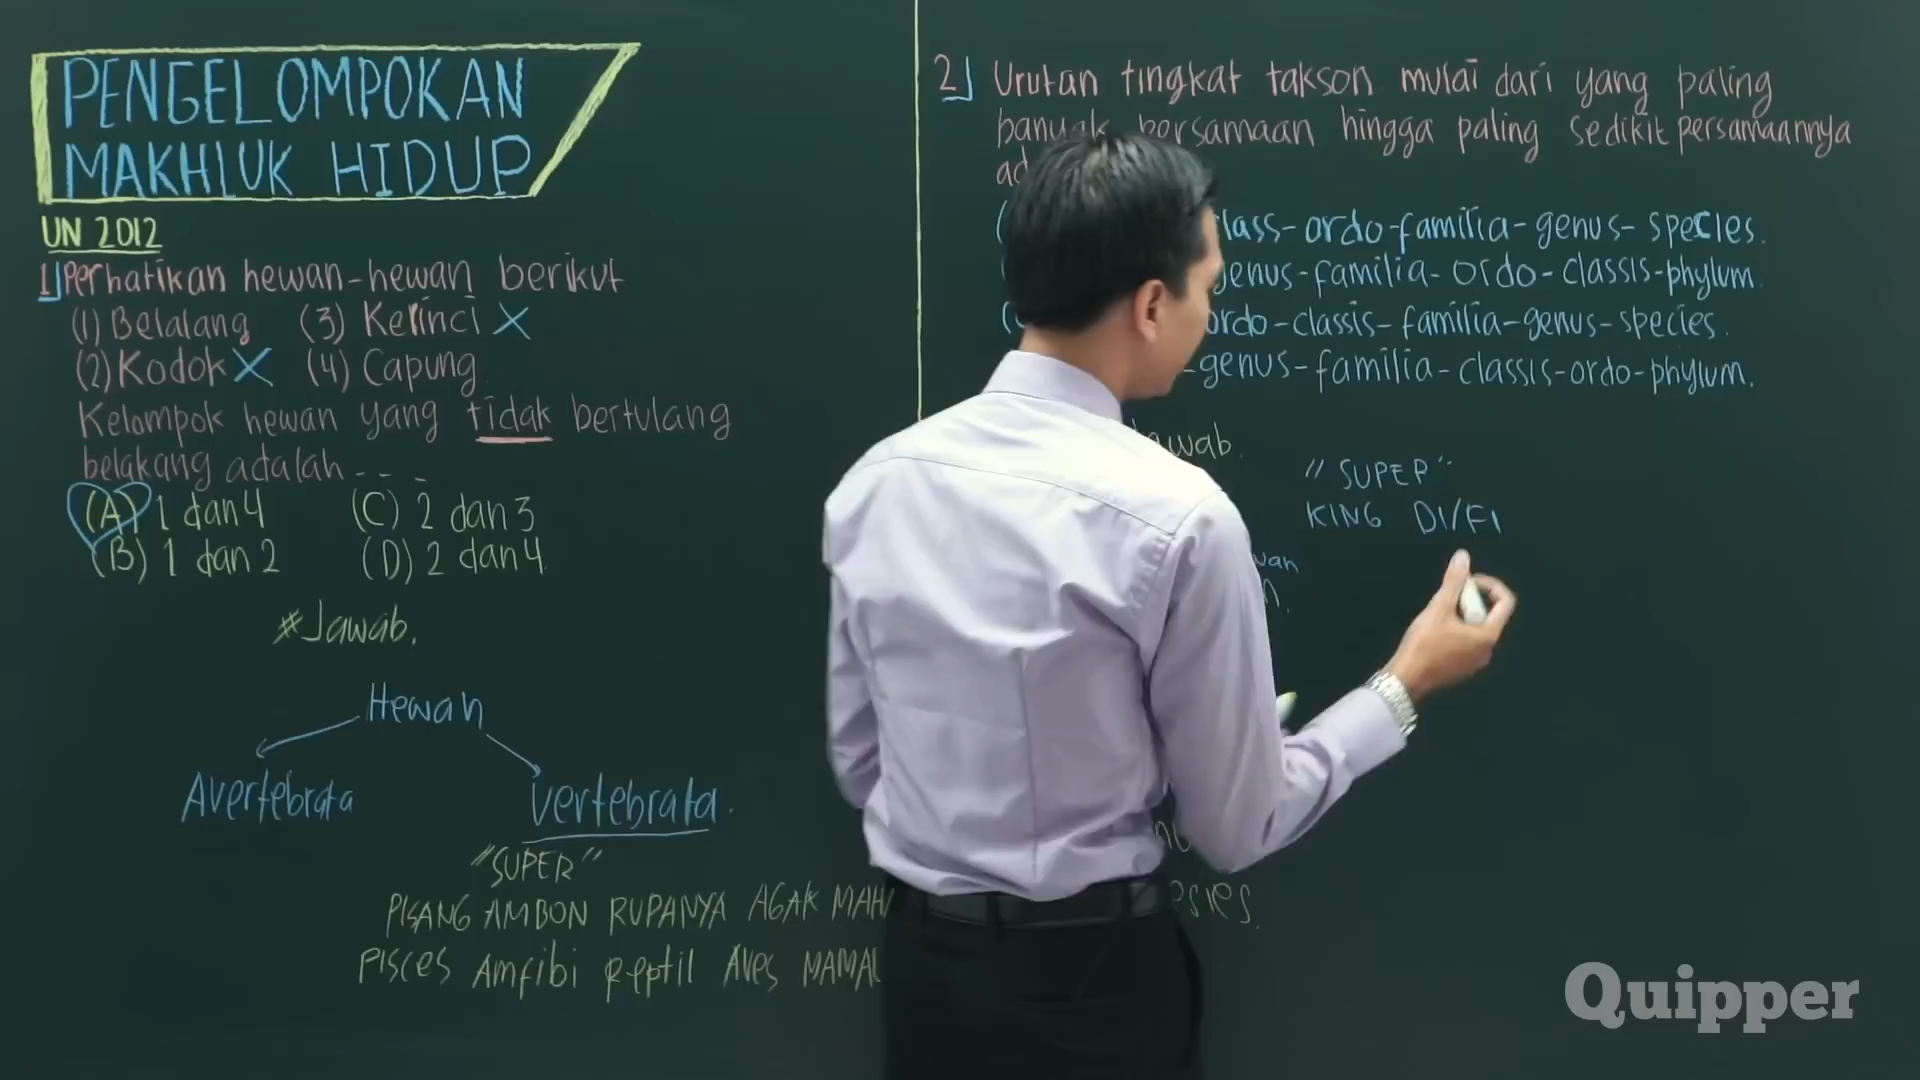 PENGELOMPOKAN
MAKHLUK HIDUP
UN 2012
1] Perhatikan hewan-hewan berikut
(1) Belalang (3) Kelinci X
(2) Kodok X (4) Capung
Kelompok hewan yang tidak bertulang
belakang adalah ---
(A) 1 dan 4 (C) 2 dan 3
(B) 1 dan 2 (D) 2 dan 4
*Jawab.
Hewan
Avertebrata Vertebrata.
"SUPER"
PISANG AMBON RUPANYA AGAK
PISCES Amfibi Reptil Aves
2] Urutan tingkat takson mulai dari yang paling
banyak persamaan hingga paling sedikit persamaannya
lass-ordo-familia-genus-species.
genus-familia-ordo-classis-phylum.
ordo-classis-familia-genus-species.
-genus-familia-classis-ordo-phylum.
"SUPER"
KING DI/FI
Quipper